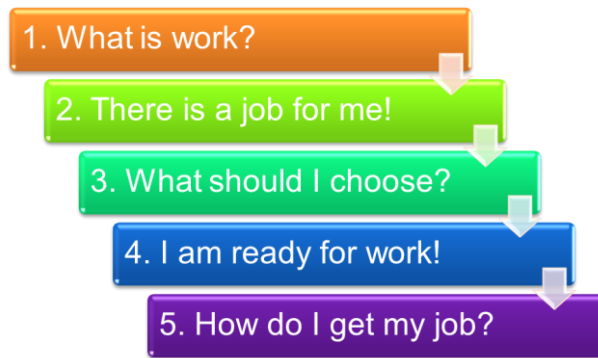 1. What is work?
2. There is a job for me!
3. What should I choose?
4. I am ready for work!
5. How do I get my job?